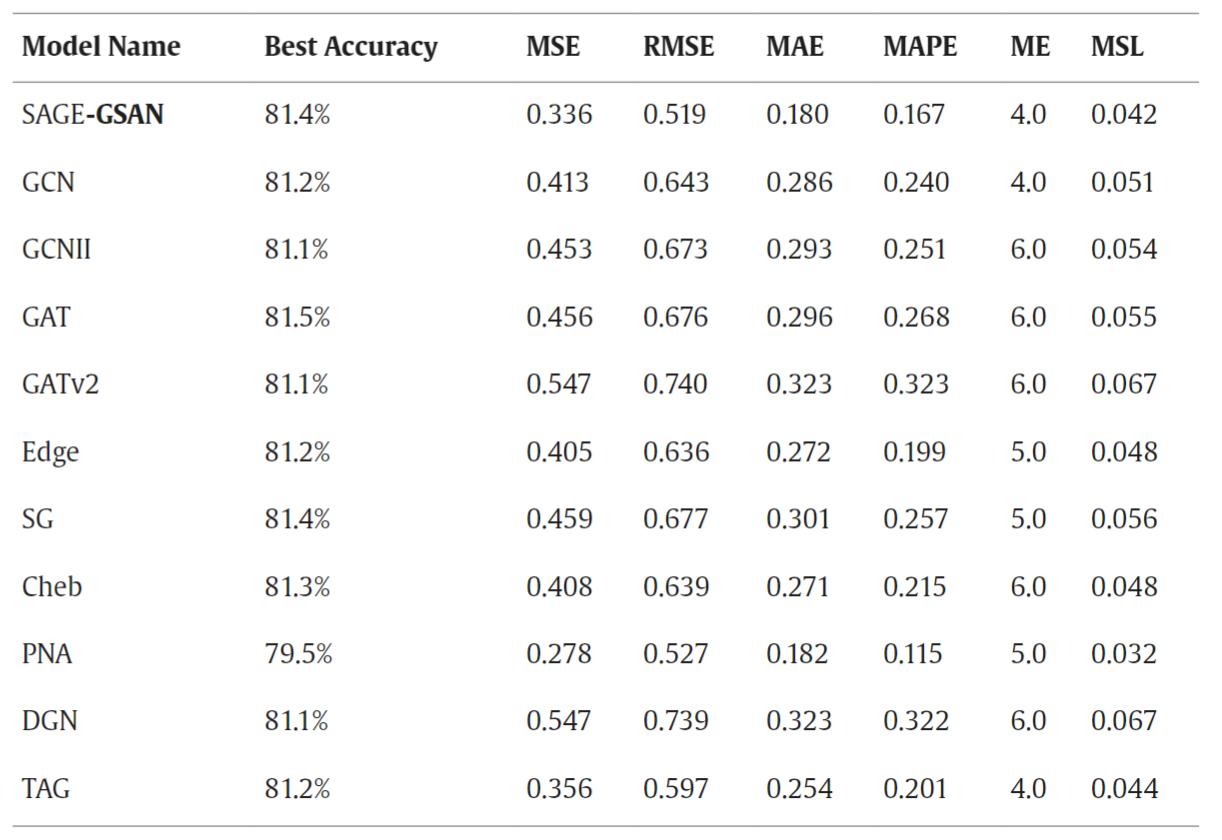 Model Name Best Accuracy MSE RMSE MAE MAPE ME MSL
SAGE-GSAN 81.4% 0.336 0.519 0.180 0.167 4.0 0.042
GCN 81.2% 0.413 0.643 0.286 0.240 4.0 0.051
GCNII 81.1% 0.453 0.673 0.293 0.251 6.0 0.054
GAT 81.5% 0.456 0.676 0.296 0.268 6.0 0.055
GATv2 81.1% 0.547 0.740 0.323 0.323 6.0 0.067
Edge 81.2% 0.405 0.636 0.272 0.199 5.0 0.048
SG 81.4% 0.459 0.677 0.301 0.257 5.0 0.056
Cheb 81.3% 0.408 0.639 0.271 0.215 6.0 0.048
PNA 79.5% 0.278 0.527 0.182 0.115 5.0 0.032
DGN 81.1% 0.547 0.739 0.323 0.322 6.0 0.067
TAG 81.2% 0.356 0.597 0.254 0.201 4.0 0.044